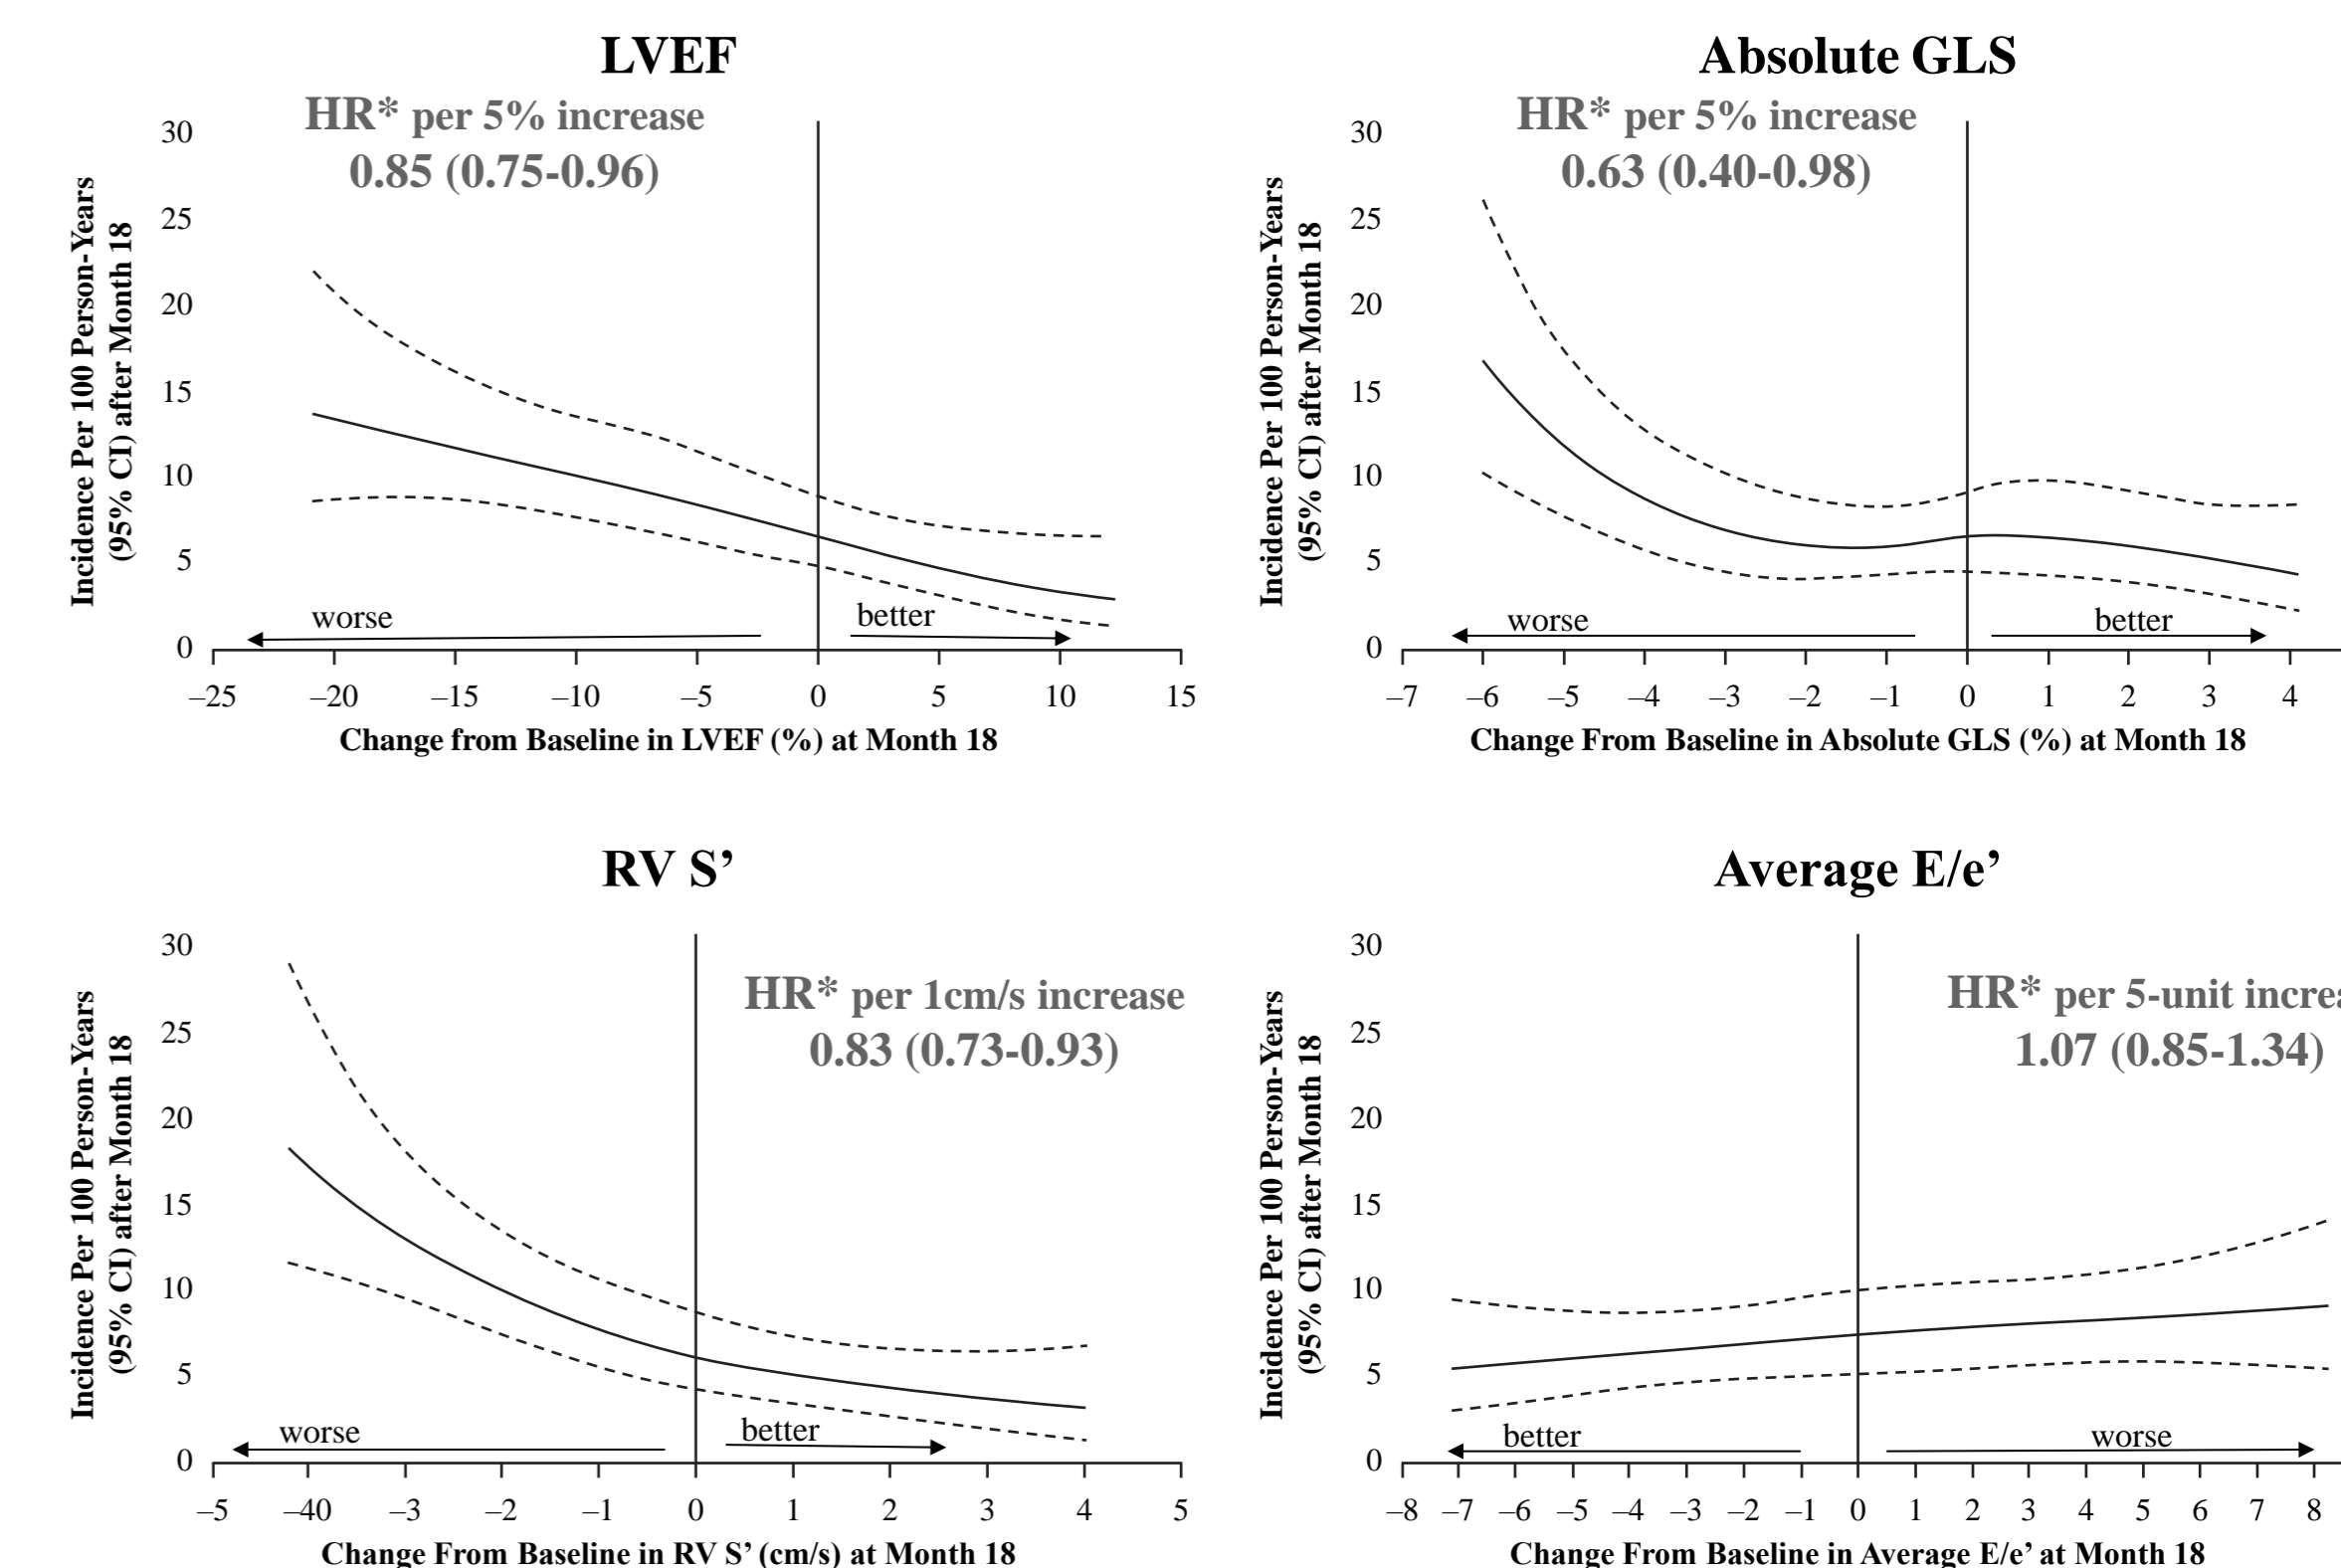 LVEF
HR* per 5% increase
0.85 (0.75-0.96)
Incidence Per 100 Person-Years
(95% CI) after Month 18
30
25
20
15
10
5
0
worse
better
–25 –20 –15 –10 –5 0 5 10 15
Change from Baseline in LVEF (%) at Month 18
Absolute GLS
HR* per 5% increase
0.63 (0.40-0.98)
Incidence Per 100 Person-Years
(95% CI) after Month 18
30
25
20
15
10
5
0
worse
better
–7 –6 –5 –4 –3 –2 –1 0 1 2 3 4
Change From Baseline in Absolute GLS (%) at Month 18
RV S’
HR* per 1cm/s increase
0.83 (0.73-0.93)
Incidence Per 100 Person-Years
(95% CI) after Month 18
30
25
20
15
10
5
0
worse
better
–5 –40 –3 –2 –1 0 1 2 3 4 5
Change From Baseline in RV S’ (cm/s) at Month 18
Average E/e’
HR* per 5-unit increa
1.07 (0.85-1.34)
Incidence Per 100 Person-Years
(95% CI) after Month 18
30
25
20
15
10
5
0
better
worse
–8 –7 –6 –5 –4 –3 –2 –1 0 1 2 3 4 5 6 7 8
Change From Baseline in Average E/e’ at Month 18